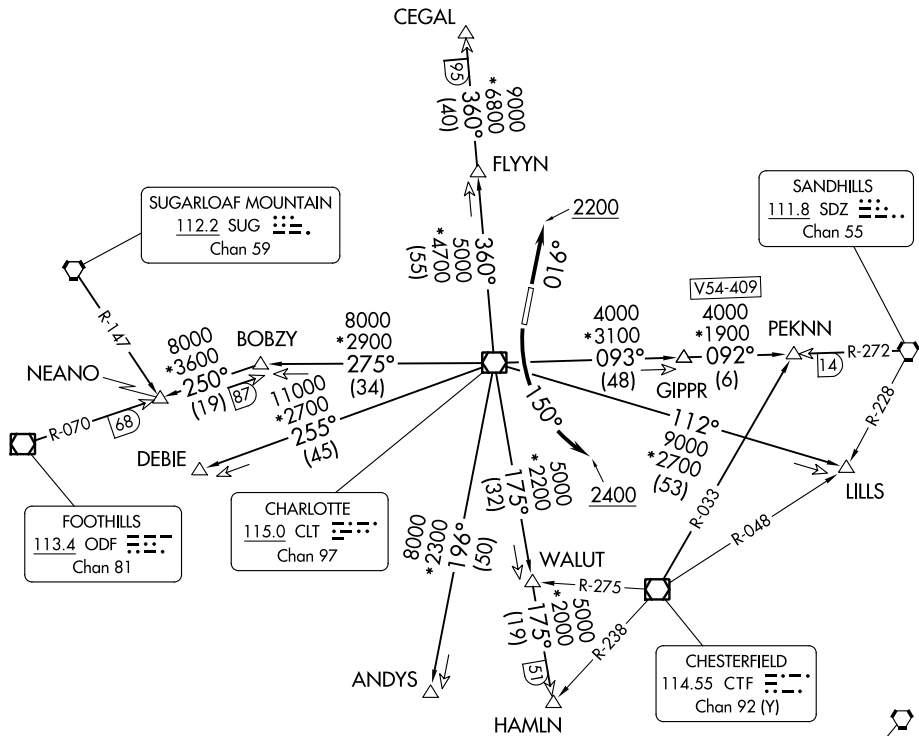 CEGAL
95
360°
9000
*6800
(40)
FLYYN
SUGARLOAF MOUNTAIN
112.2 SUG
Chan 59
SANDHILLS
111.8 SDZ
Chan 55
2200
016°
360°
5000
*4700
(55)
V54-409
4000
*3100
093°
(48)
4000
*1900
092°
(6)
GIPPR
PEKNN
14
R-272
R-228
R-147
NEANO
8000
*3600
250°
(19)
87
BOBZY
8000
*2900
275°
(34)
R-070
68
11000
*2700
255°
(45)
DEBIE
150°
2400
112°
9000
*2700
(53)
LILLS
FOOTHILLS
113.4 ODF
Chan 81
CHARLOTTE
115.0 CLT
Chan 97
5000
*2200
175°
(32)
8000
*2300
196°
(50)
R-033
R-048
WALUT
R-275
5000
*2000
175°
(19)
51
R-238
ANDYS
HAMLN
CHESTERFIELD
114.55 CTF
Chan 92 (Y)